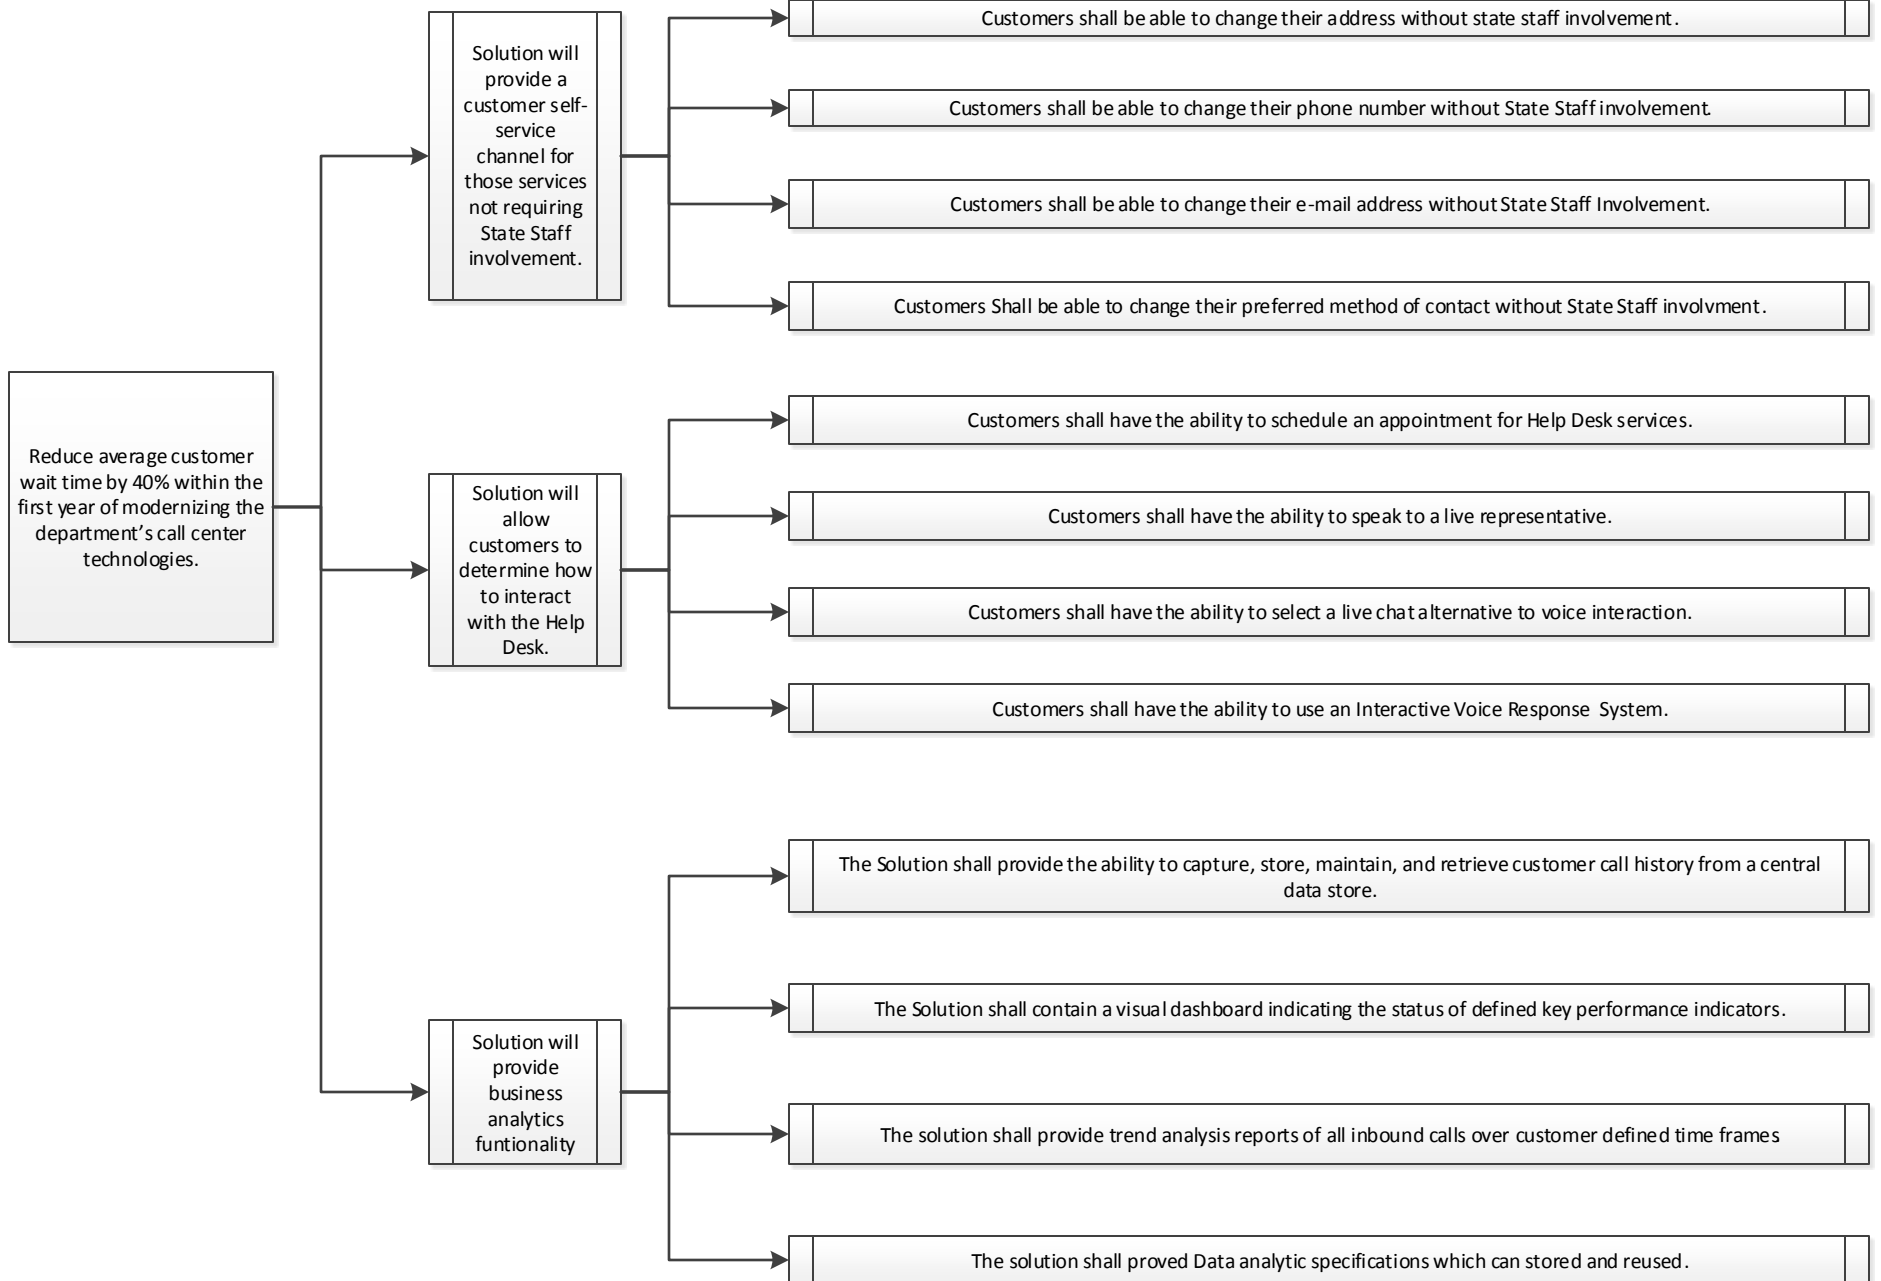 Reduce average customer
wait time by 40% within the
first year of modernizing the
department's call center
technologies.
Solution will
provide a
customer self-
service
channel for
those services
not requiring
State Staff
involvement.
Customers shall be able to change their address without state staff involvement.
Customers shall be able to change their phone number without State Staff involvement.
Customers shall be able to change their e-mail address without State Staff Involvement.
Customers Shall be able to change their preferred method of contact without State Staff involvment.
Solution will
allow
customers to
determine how
to interact
with the Help
Desk.
Customers shall have the ability to schedule an appointment for Help Desk services.
Customers shall have the ability to speak to a live representative.
Customers shall have the ability to select a live chat alternative to voice interaction.
Customers shall have the ability to use an Interactive Voice Response System.
Solution will
provide
business
analytics
funtionality
The Solution shall provide the ability to capture, store, maintain, and retrieve customer call history from a central
data store.
The Solution shall contain a visual dashboard indicating the status of defined key performance indicators.
The solution shall provide trend analysis reports of all inbound calls over customer defined time frames
The solution shall proved Data analytic specifications which can stored and reused.